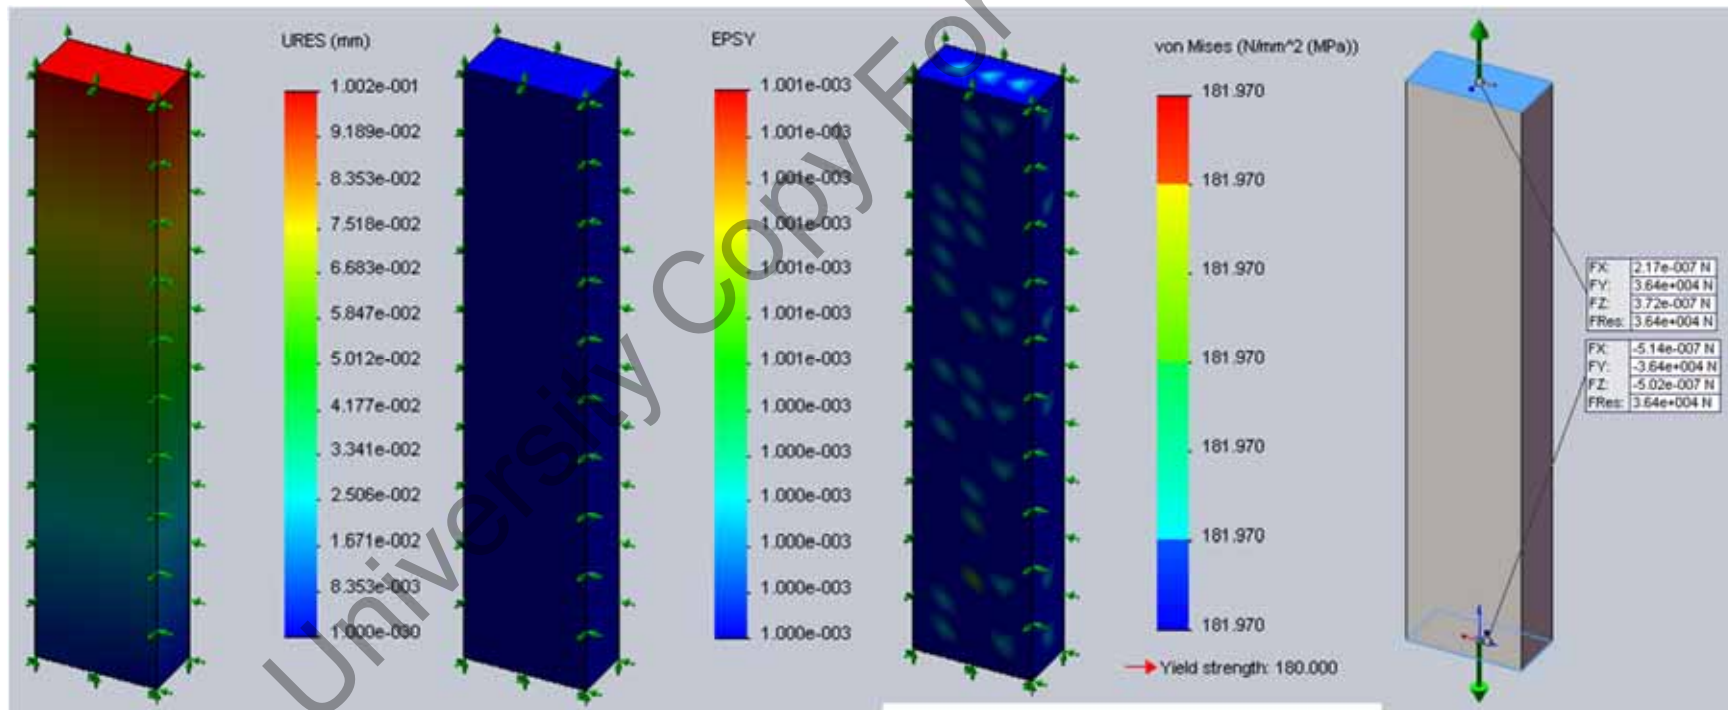 URES (mm)
1.002e-001
9.189e-002
8.353e-002
7.518e-002
6.683e-002
5.847e-002
5.012e-002
4.177e-002
3.341e-002
2.506e-002
1.671e-002
8.353e-003
1.000e-030
EPSY
1.001e-003
1.001e-003
1.001e-003
1.001e-003
1.001e-003
1.001e-003
1.001e-003
1.000e-003
1.000e-003
1.000e-003
1.000e-003
1.000e-003
1.000e-003
von Mises (N/mm^2 (MPa))
181.970
181.970
181.970
181.970
181.970
181.970
181.970
Yield strength: 180.000
FX: 2.17e-007 N
FY: 3.64e+004 N
FZ: 3.72e-007 N
FRes: 3.64e+004 N
FX: -5.14e-007 N
FY: -3.64e+004 N
FZ: -5.02e-007 N
FRes: 3.64e+004 N
University Copy For